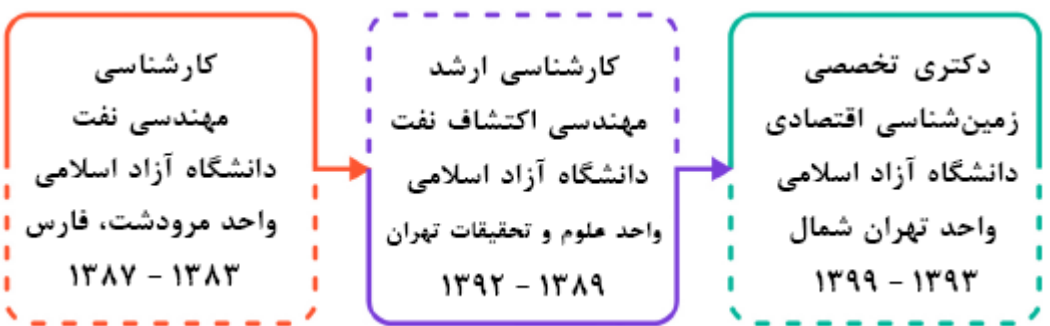 کارشناسی
مهندسی نفت
دانشگاه آزاد اسلامی
واحد مرودشت، فارس
۱۳۸۳ - ۱۳۸۷
کارشناسی ارشد
مهندسی اکتشاف نفت
دانشگاه آزاد اسلامی
واحد علوم و تحقیقات تهران
۱۳۸۹ - ۱۳۹۲
دکتری تخصصی
زمین‌شناسی اقتصادی
دانشگاه آزاد اسلامی
واحد تهران شمال
۱۳۹۳ - ۱۳۹۹